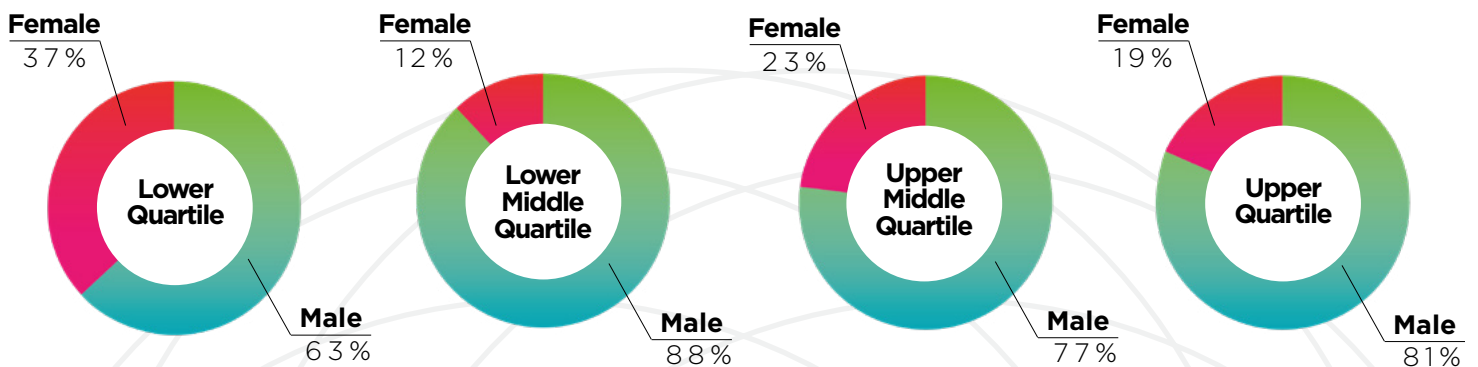 Female
37%
Lower
Quartile
Male
63%
Female
12%
Lower
Middle
Quartile
Male
88%
Female
23%
Upper
Middle
Quartile
Male
77%
Female
19%
Upper
Quartile
Male
81%